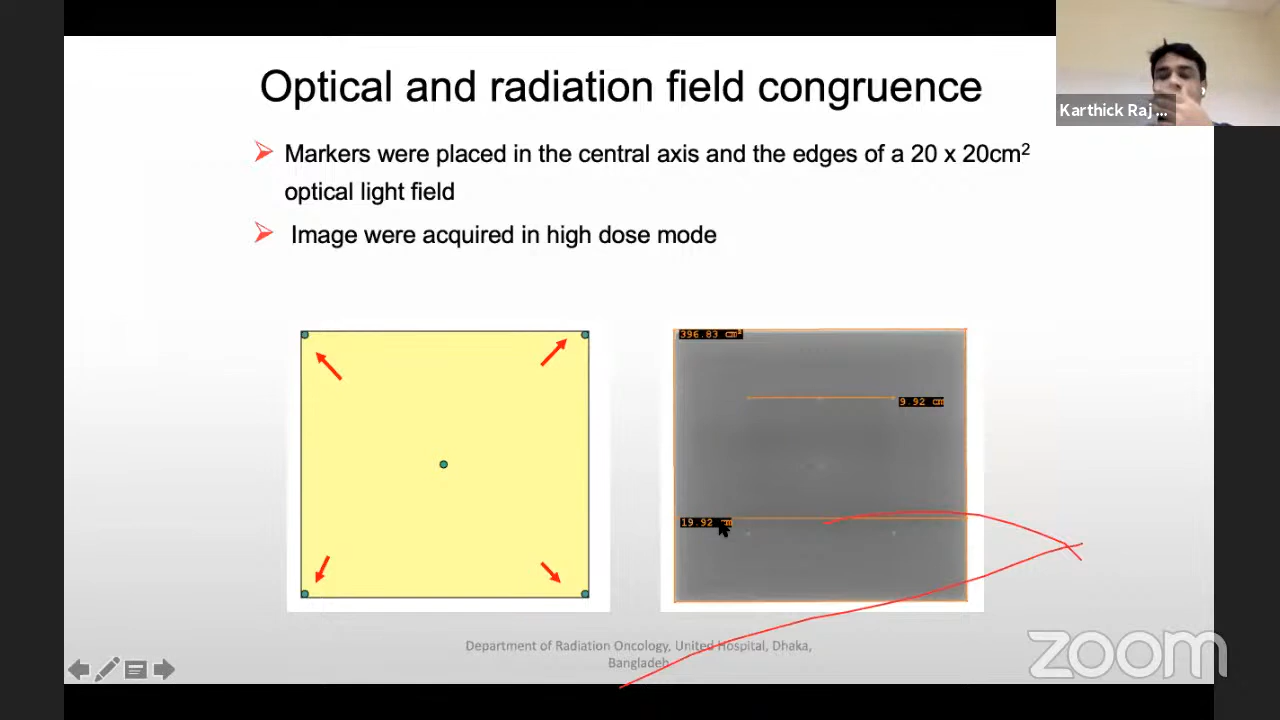 Optical and radiation field congruence
Karthick Raj ...
Markers were placed in the central axis and the edges of a 20 x 20cm²
optical light field
Image were acquired in high dose mode
396.83 cm²
9.92 cm
19.92 cm
Department of Radiation Oncology, United Hospital, Dhaka,
Bangladeh
zoom